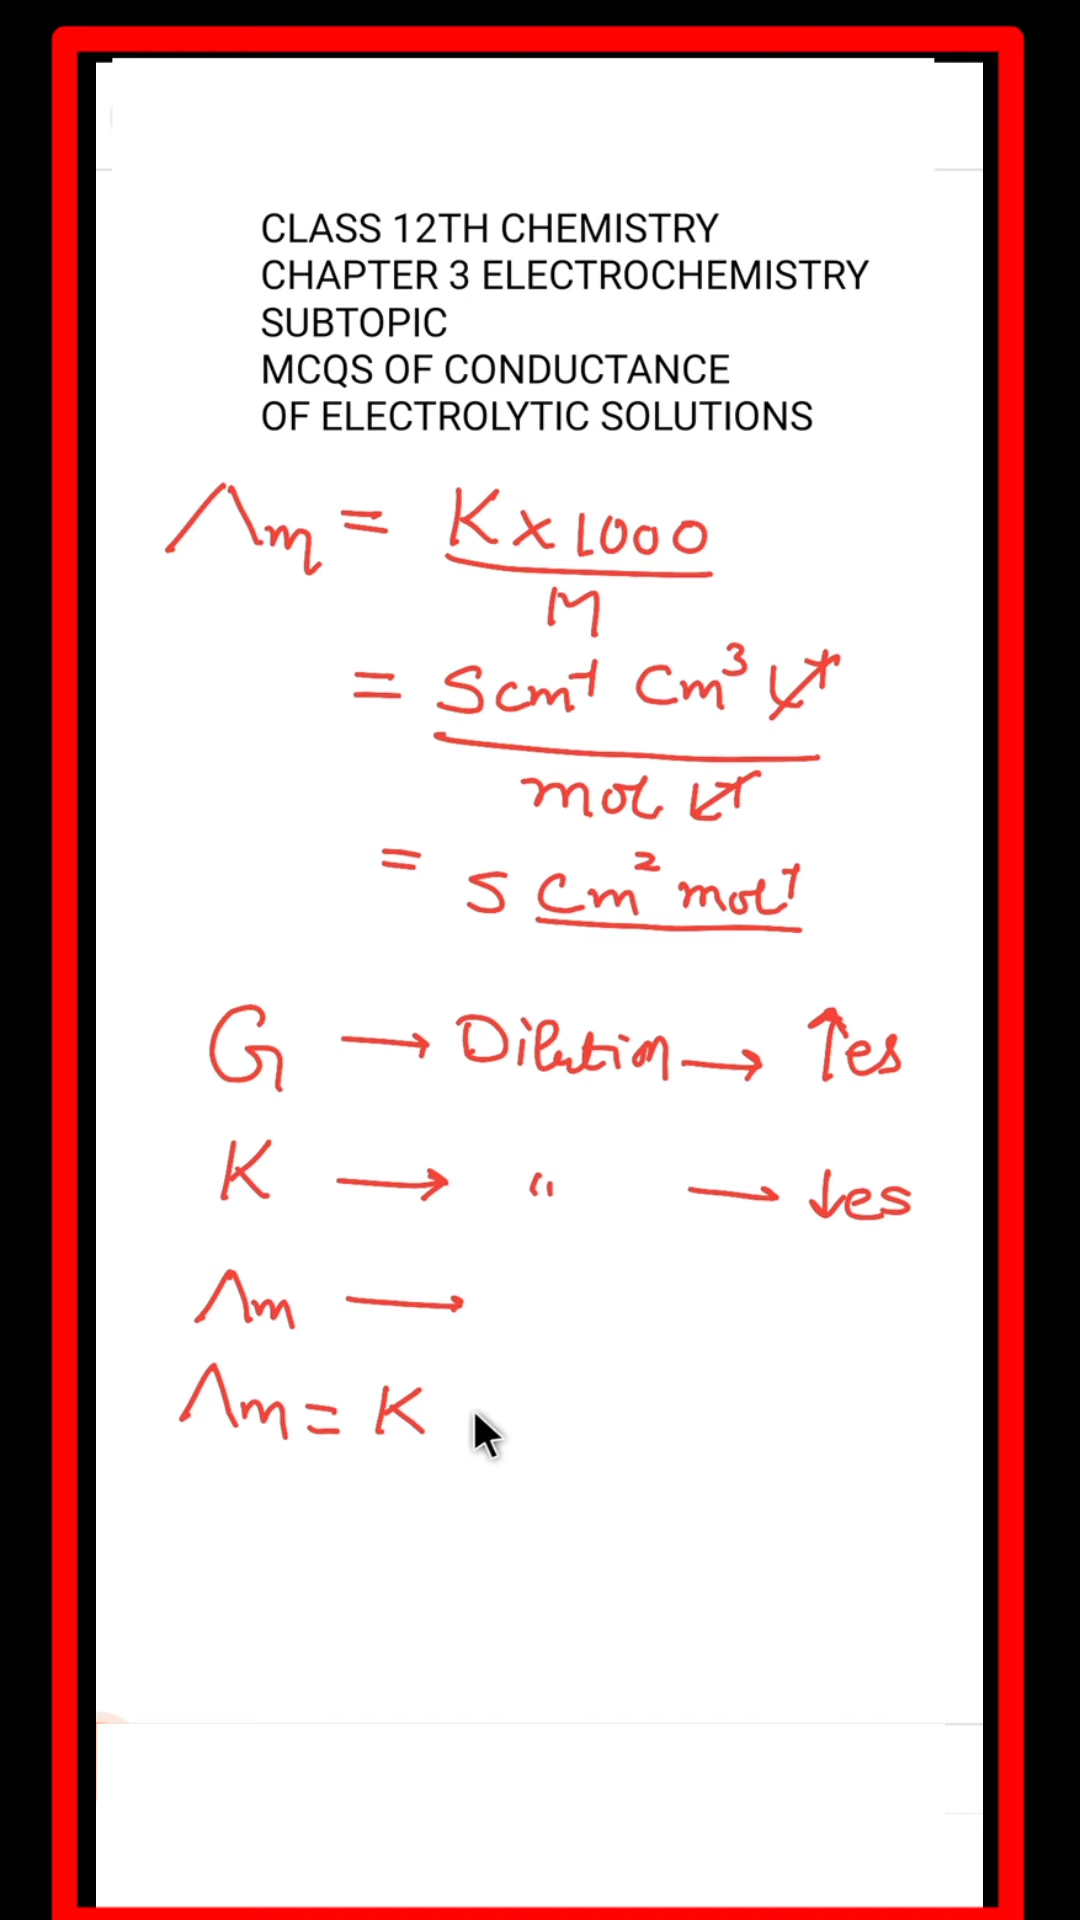 CLASS 12TH CHEMISTRY
CHAPTER 3 ELECTROCHEMISTRY
SUBTOPIC
MCQS OF CONDUCTANCE
OF ELECTROLYTIC SOLUTIONS
Λm = K × 1000
M
= S cm⁻¹ cm³ L⁻¹
mol L⁻¹
= S cm² mol⁻¹
G → Dilution → ↑es
K → " → ↓es
Λm →
Λm = K